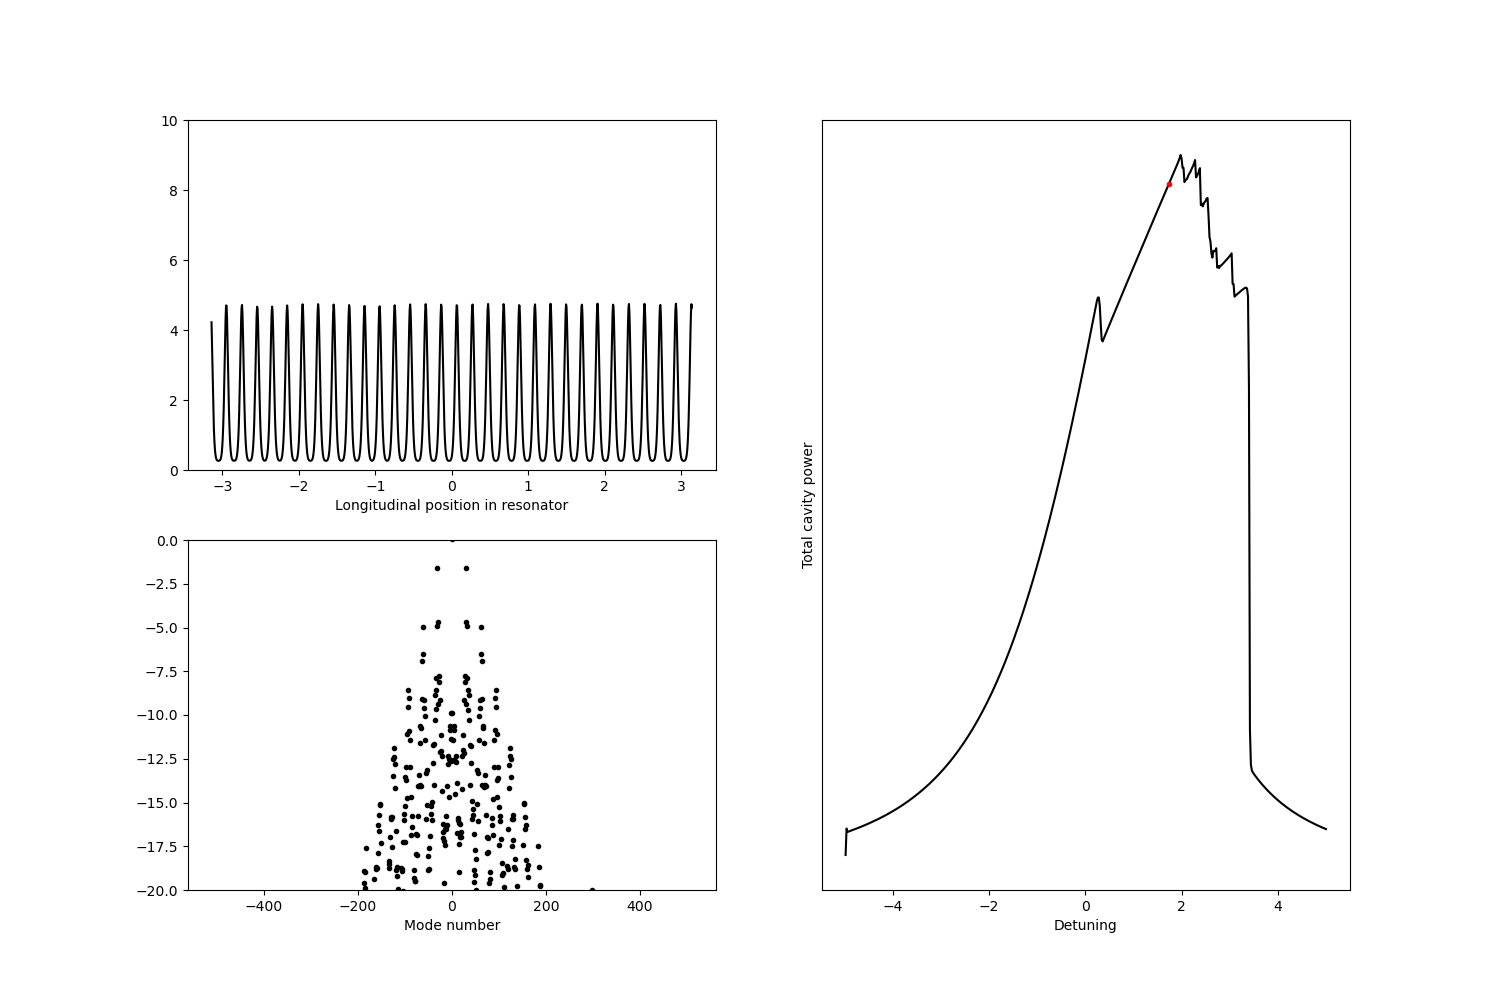 10
8
6
4
2
0
−3 −2 −1 0 1 2 3
Longitudinal position in resonator
0.0
−2.5
−5.0
−7.5
−10.0
−12.5
−15.0
−17.5
−20.0
−400 −200 0 200 400
Mode number
Total cavity power
−4 −2 0 2 4
Detuning